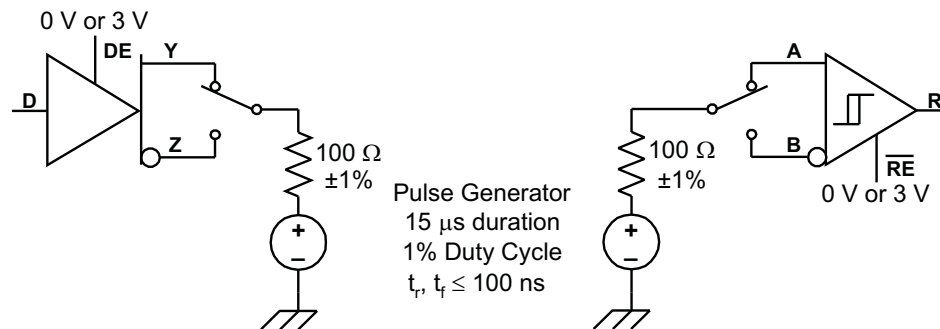 0 V or 3 V
DE
Y
D
Z
100 Ω
±1%
+
–
Pulse Generator
15 μs duration
1% Duty Cycle
tr, tf ≤ 100 ns
A
B
R
100 Ω
±1%
RE
0 V or 3 V
+
–